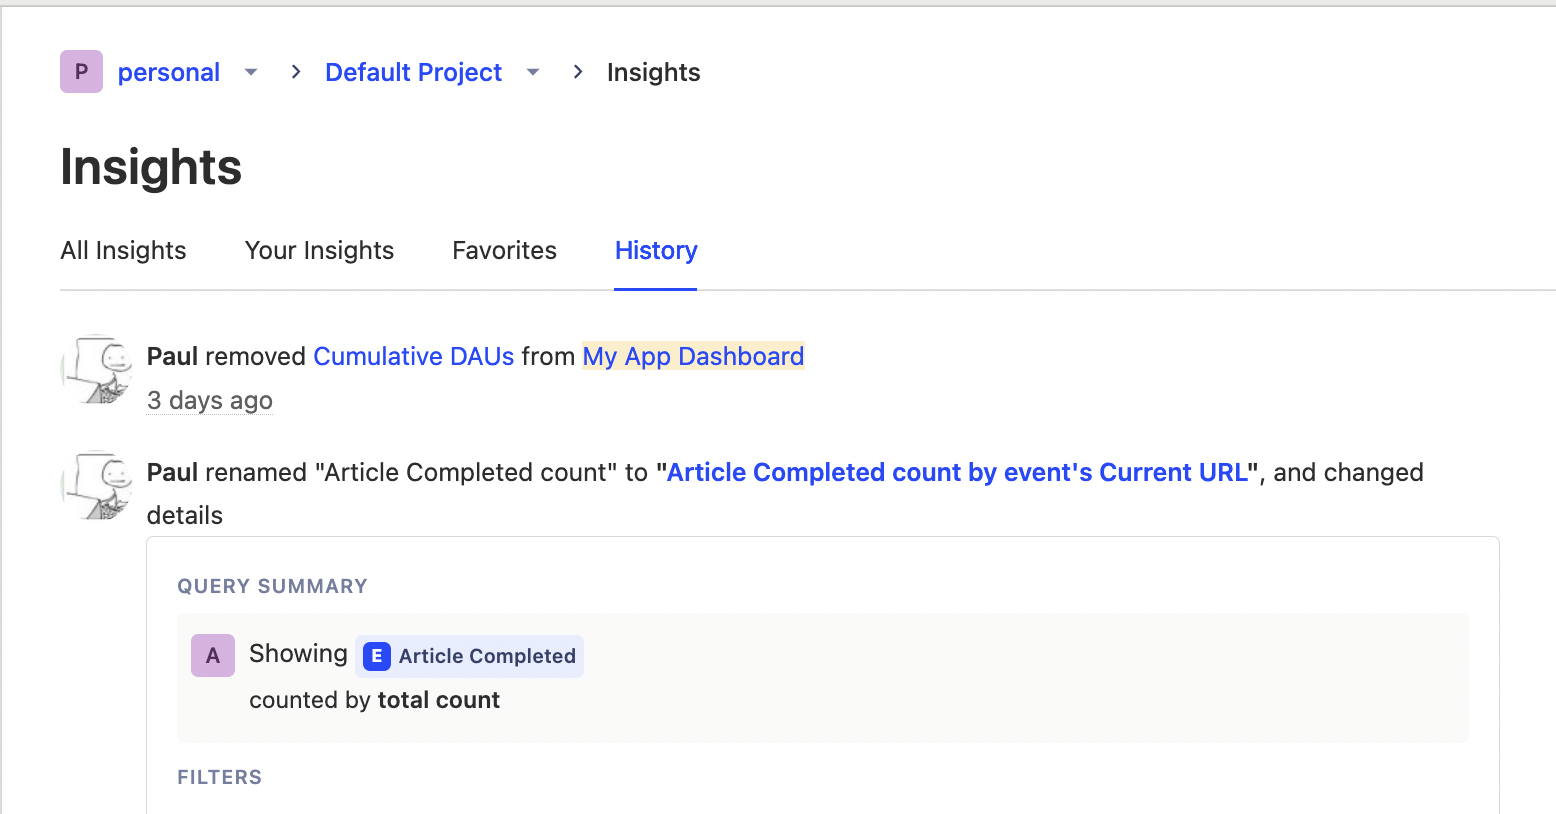 P personal > Default Project > Insights
Insights
All Insights Your Insights Favorites History
Paul removed Cumulative DAUs from My App Dashboard
3 days ago
Paul renamed "Article Completed count" to "Article Completed count by event's Current URL", and changed
details
QUERY SUMMARY
A Showing E Article Completed
counted by total count
FILTERS